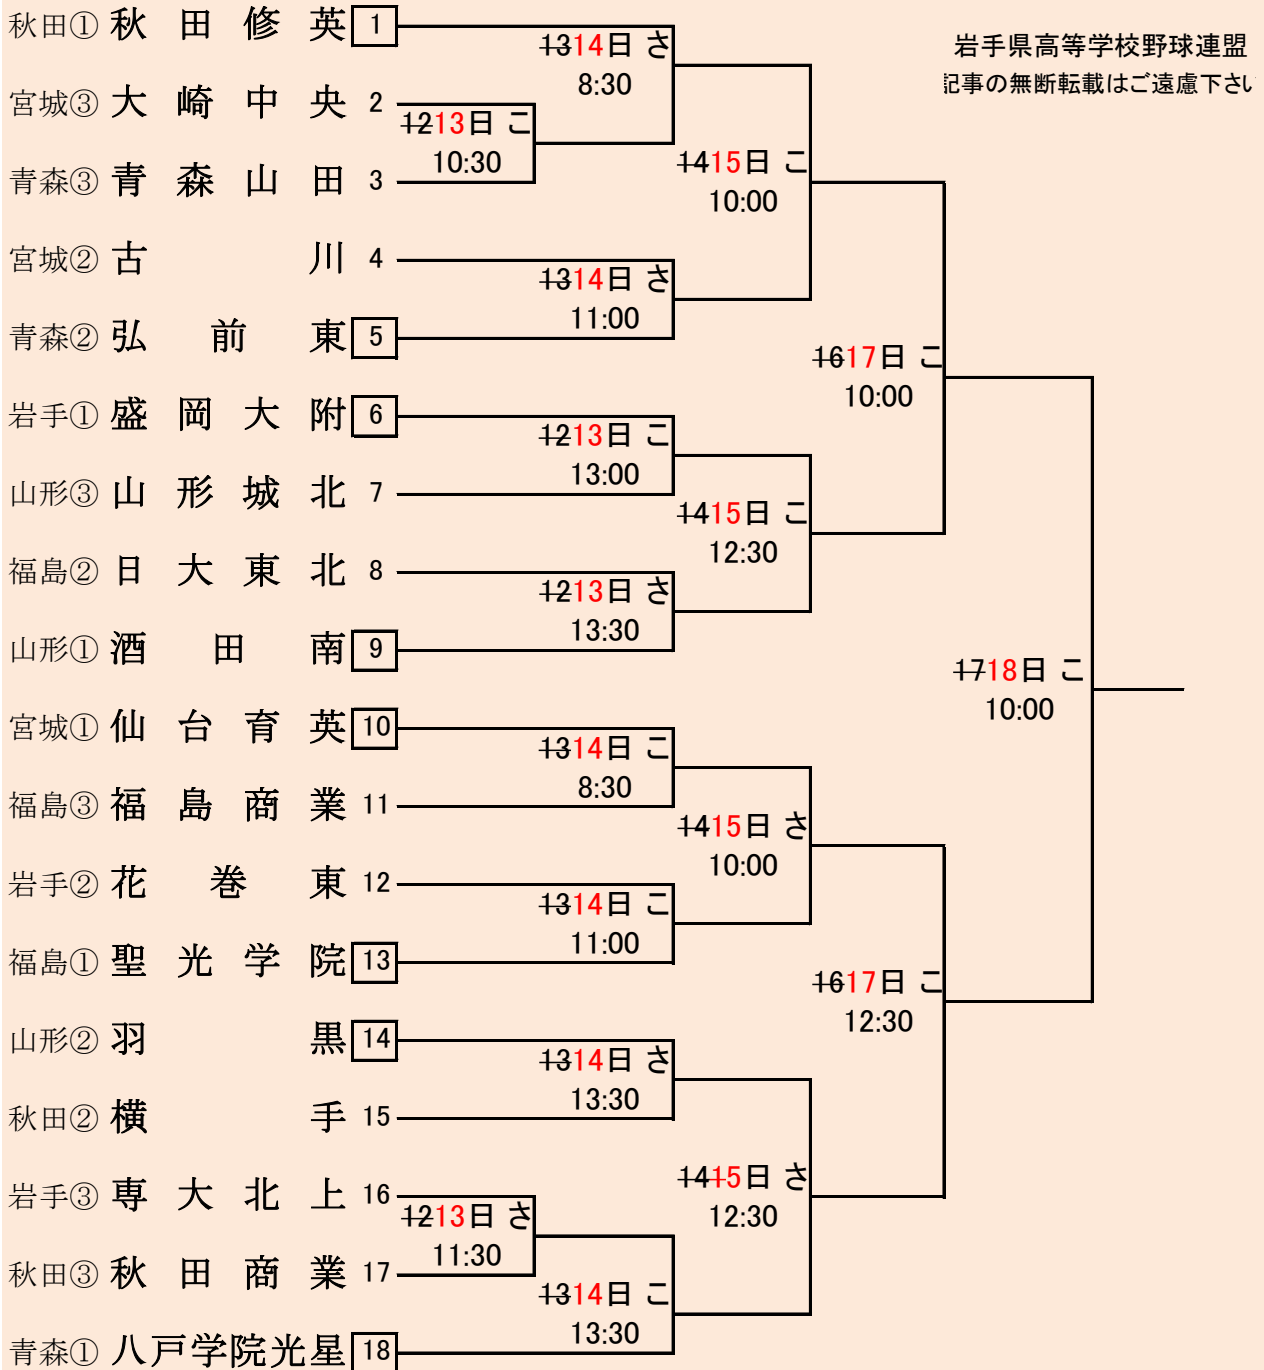 秋田① 秋田修英 1
1314日 さ
8:30
岩手県高等学校野球連盟
記事の無断転載はご遠慮下さい
宮城③ 大崎中央 2
1213日 こ
10:30
青森③ 青森山田 3
1415日 こ
10:00
宮城② 古川 4
1314日 さ
11:00
青森② 弘前東 5
1617日 こ
10:00
岩手① 盛岡大附 6
1213日 こ
13:00
山形③ 山形城北 7
1415日 こ
12:30
福島② 日大東北 8
1213日 さ
13:30
山形① 酒田南 9
1718日 こ
10:00
宮城① 仙台育英 10
1314日 こ
8:30
福島③ 福島商業 11
1415日 さ
10:00
岩手② 花巻東 12
1314日 こ
11:00
福島① 聖光学院 13
1617日 こ
12:30
山形② 羽黒 14
1314日 さ
13:30
秋田② 横手 15
1415日 さ
12:30
岩手③ 専大北上 16
1213日 さ
11:30
秋田③ 秋田商業 17
1314日 こ
13:30
青森① 八戸学院光星 18